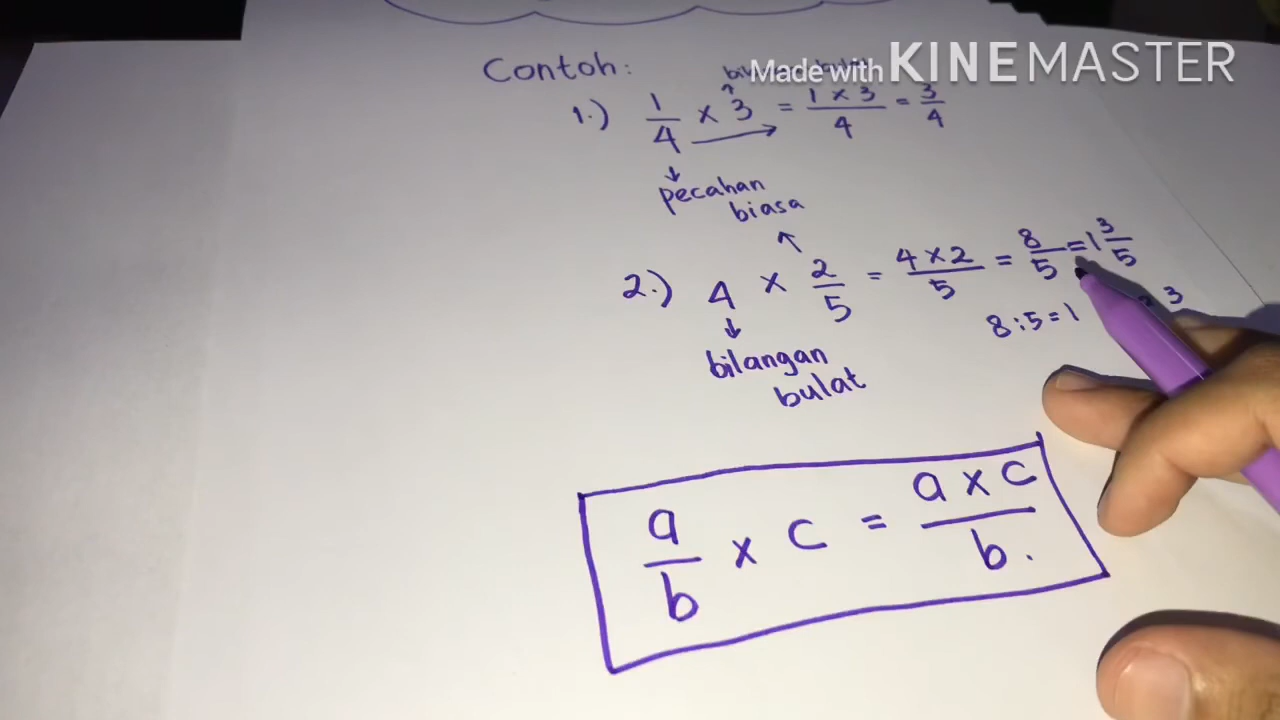 Made with KINEMASTER
Contoh:
1.) 1/4 x 3 = 1 x 3/4 = 3/4
pecahan
biasa
2.) 4 x 2/5 = 4 x 2/5 = 8/5 = 1 3/5
8 : 5 = 1 3
bilangan
bulat
a/b x c = a x c/b.